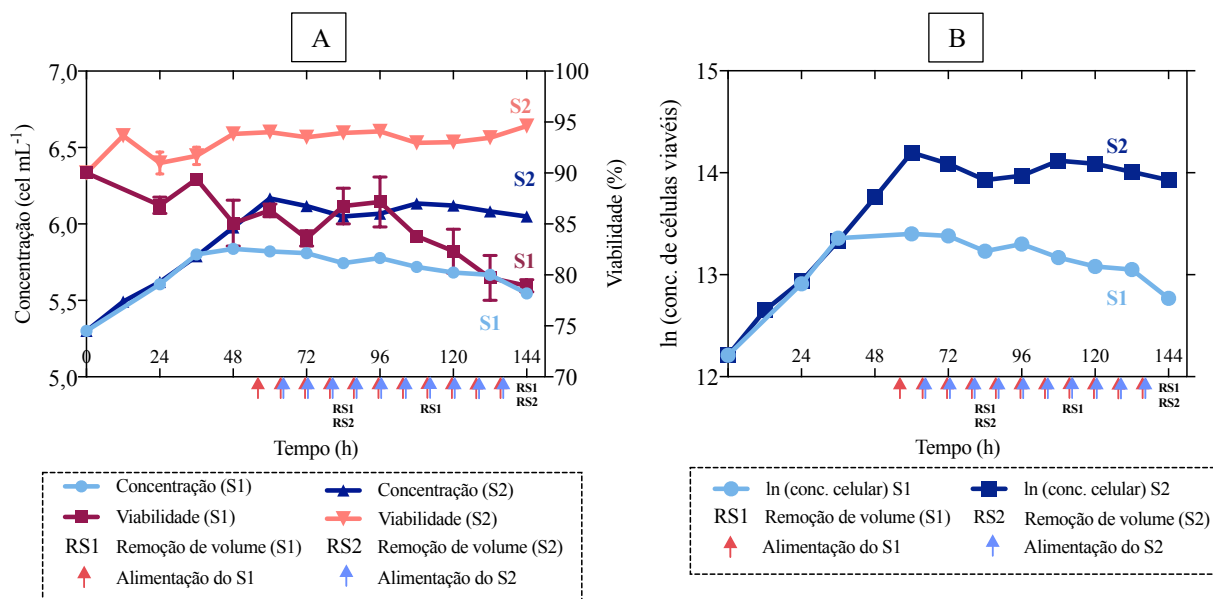 A
Concentração (cel mL-1)
7,0
6,5
6,0
5,5
5,0
100
95
90
85
80
75
70
Viabilidade (%)
S2
S2
S1
S1
0 24 48 72 96 120 144
RS1 RS1 RS1
RS2 RS2
Tempo (h)
Concentração (S1) Concentração (S2)
Viabilidade (S1) Viabilidade (S2)
RS1 Remoção de volume (S1) RS2 Remoção de volume (S2)
Alimentação do S1 Alimentação do S2
B
ln (conc. de células viavéis)
15
14
13
12
S2
S1
24 48 72 96 120 144
RS1 RS1 RS1
RS2 RS2
Tempo (h)
ln (conc. celular) S1 ln (conc. celular) S2
RS1 Remoção de volume (S1) RS2 Remoção de volume (S2)
Alimentação do S1 Alimentação do S2